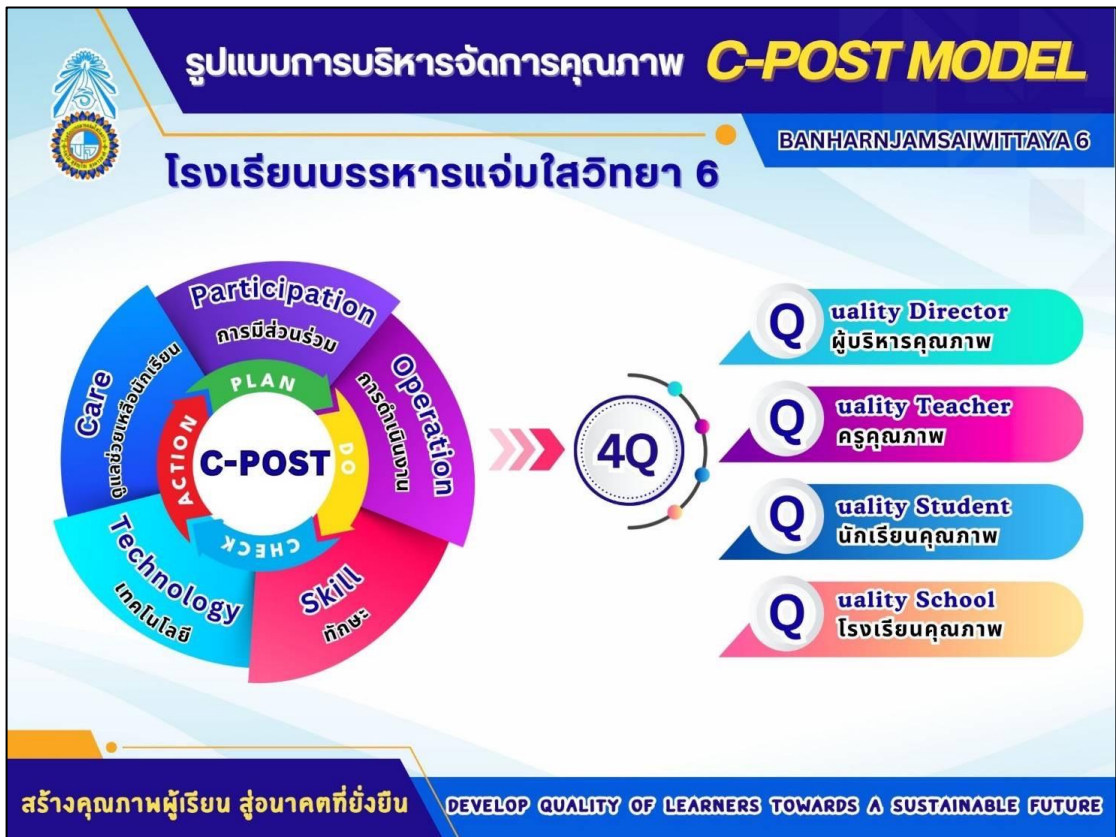 รูปแบบการบริหารจัดการคุณภาพ C-POST MODEL
BANHARNJAMSAIWITTAYA 6
โรงเรียนบรรหารแจ่มใสวิทยา 6
Care
ดูแลช่วยเหลือนักเรียน
Participation
การมีส่วนร่วม
Operation
การดำเนินงาน
Skill
ทักษะ
Technology
เทคโนโลยี
PLAN
DO
CHECK
ACTION
C-POST
4Q
Quality Director
ผู้บริหารคุณภาพ
Quality Teacher
ครูคุณภาพ
Quality Student
นักเรียนคุณภาพ
Quality School
โรงเรียนคุณภาพ
สร้างคุณภาพผู้เรียน สู่อนาคตที่ยั่งยืน
DEVELOP QUALITY OF LEARNERS TOWARDS A SUSTAINABLE FUTURE